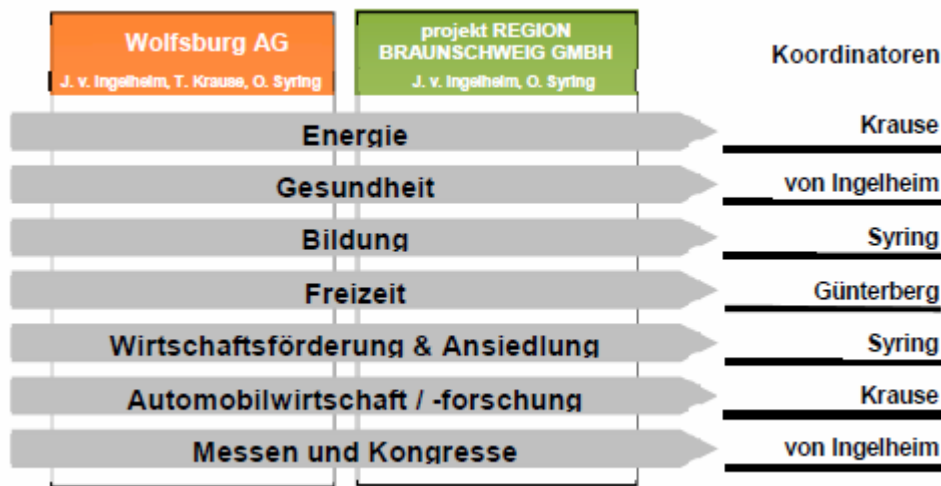 Wolfsburg AG
J. v. Ingelheim, T. Krause, O. Syring
projekt REGION
BRAUNSCHWEIG GMBH
J. v. Ingelheim, O. Syring
Koordinatoren
Energie
Krause
Gesundheit
von Ingelheim
Bildung
Syring
Freizeit
Günterberg
Wirtschaftsförderung & Ansiedlung
Syring
Automobilwirtschaft / -forschung
Krause
Messen und Kongresse
von Ingelheim